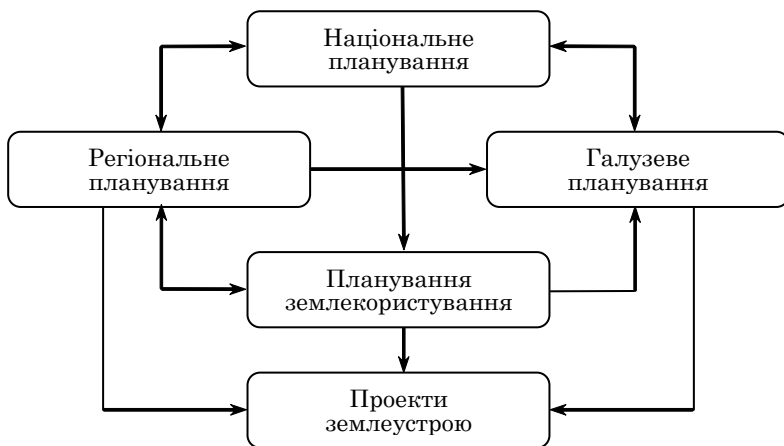 Національне
планування
Регіональне
планування
Галузеве
планування
Планування
землекористування
Проекти
землеустрою